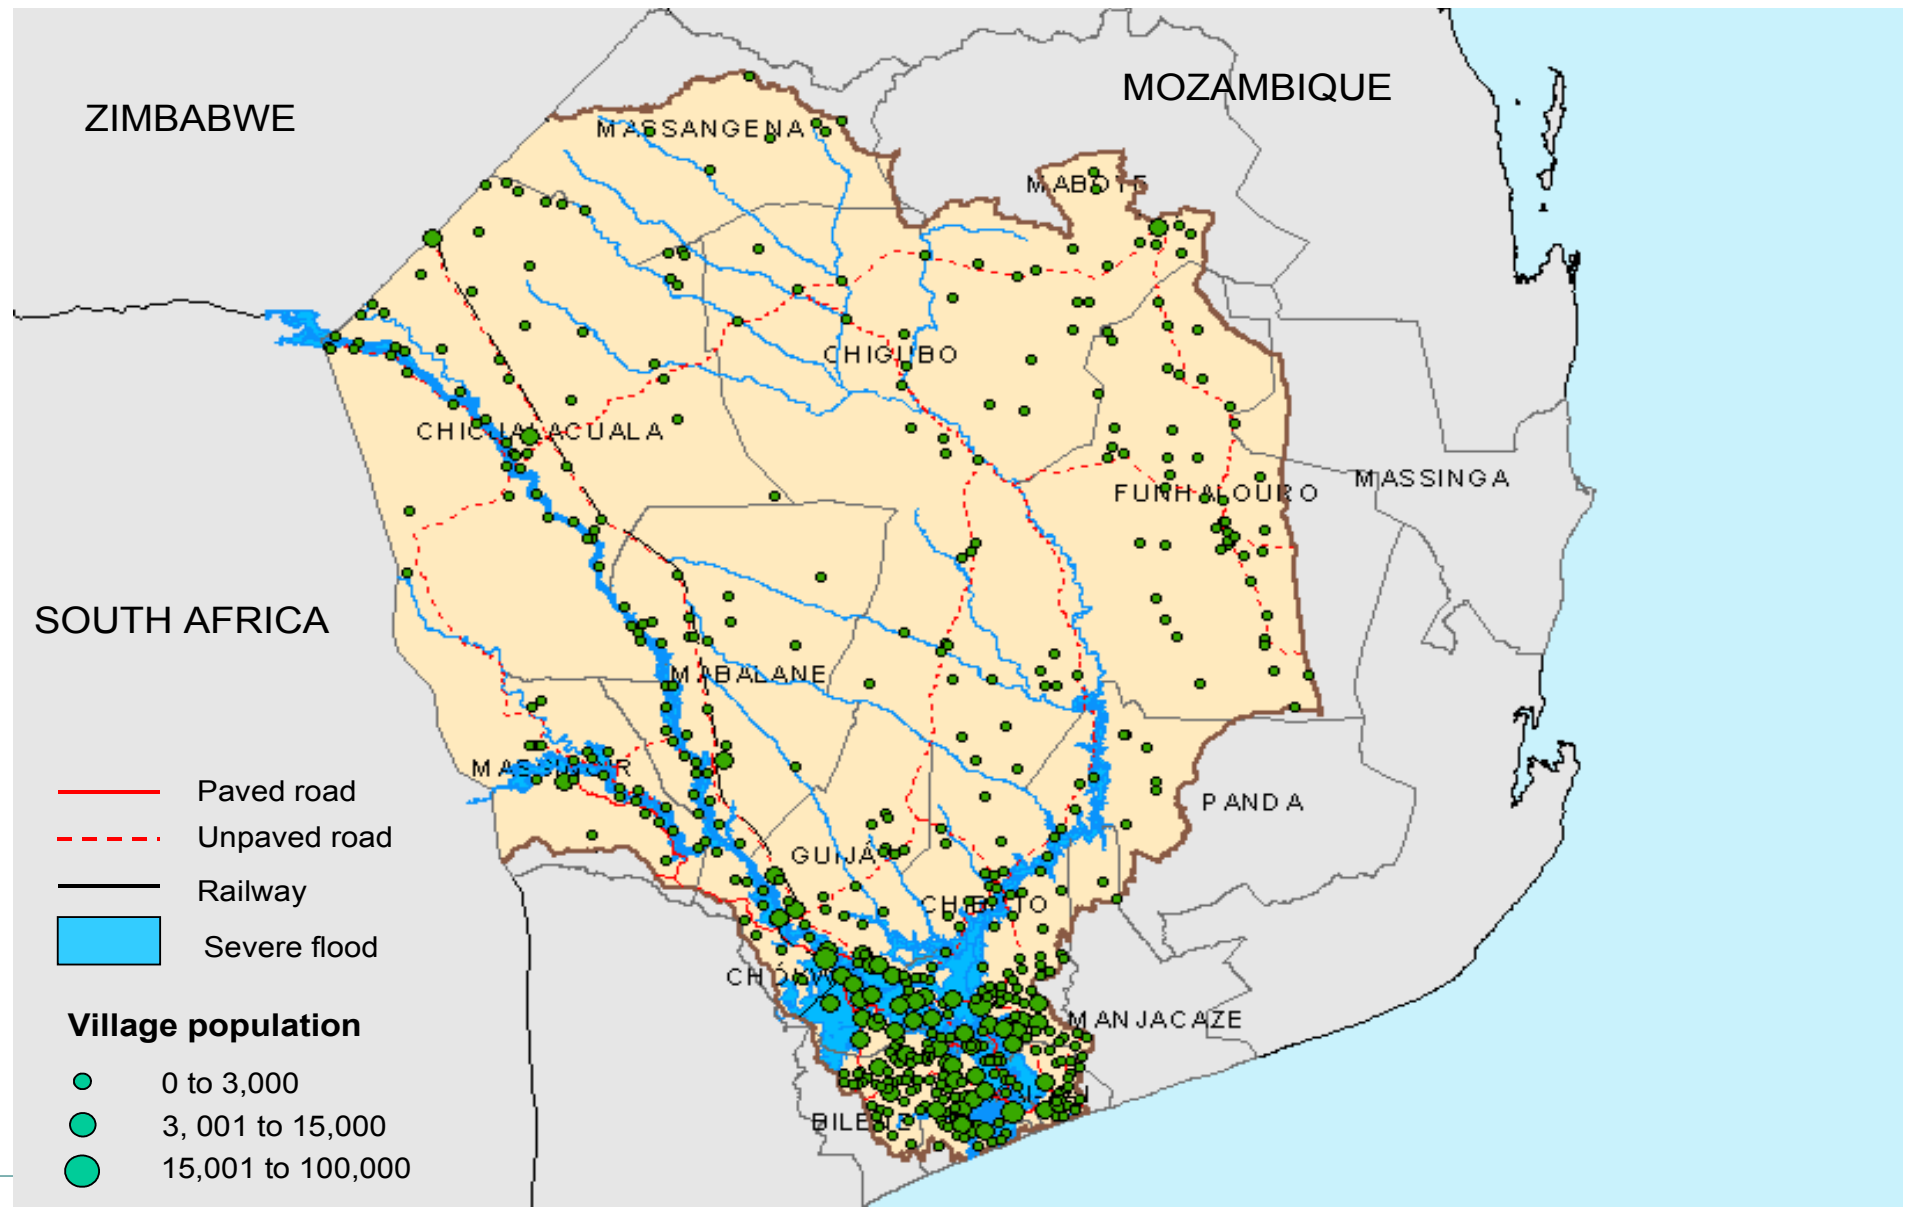 MOZAMBIQUE
ZIMBABWE
MASSANGENA
MABOTE
CHIGUBO
CHICUALACUALA
MASSINGA
FUNHALOURO
SOUTH AFRICA
MABALANE
MASSINGIR
PANDA
GUIJÁ
CHIBUTO
MANJACAZE
BILENE
Paved road
Unpaved road
Railway
Severe flood
Village population
0 to 3,000
3, 001 to 15,000
15,001 to 100,000